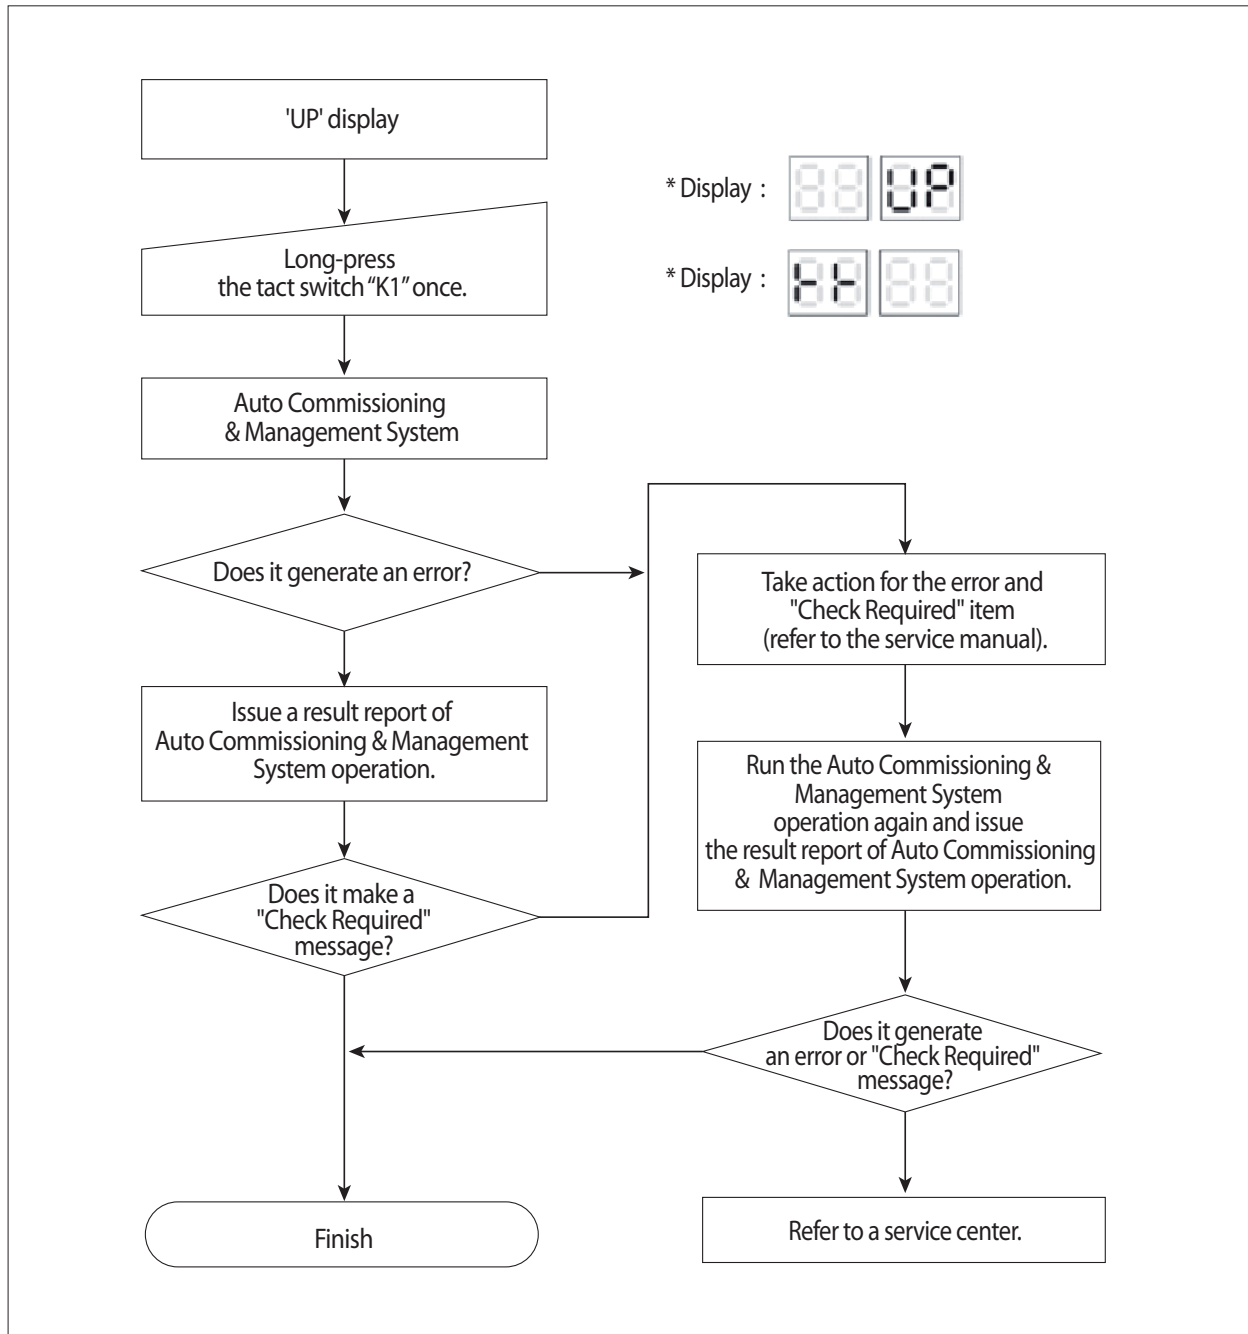 'UP' display
* Display :
UP
Long-press
the tact switch “K1” once.
* Display :
Auto Commissioning
& Management System
Does it generate an error?
Issue a result report of
Auto Commissioning & Management
System operation.
Does it make a
"Check Required"
message?
Take action for the error and
"Check Required" item
(refer to the service manual).
Run the Auto Commissioning &
Management System
operation again and issue
the result report of Auto Commissioning
& Management System operation.
Does it generate
an error or "Check Required"
message?
Finish
Refer to a service center.